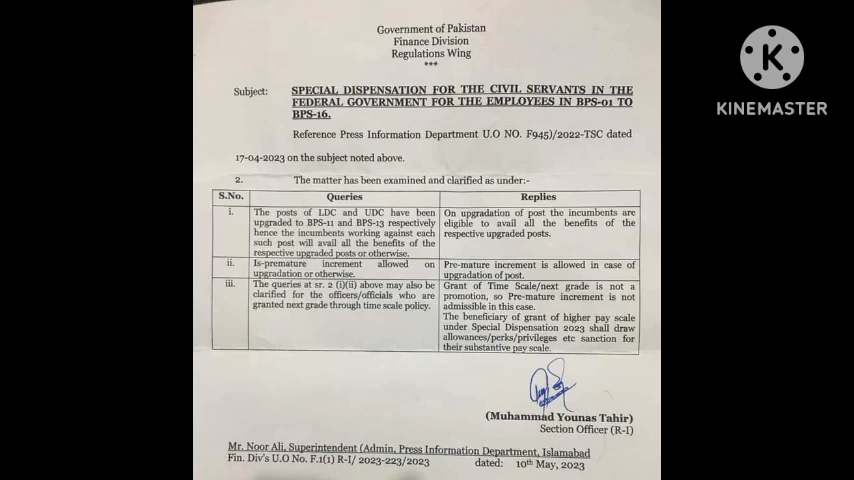 Government of Pakistan
Finance Division
Regulations Wing
***
Subject: SPECIAL DISPENSATION FOR THE CIVIL SERVANTS IN THE
FEDERAL GOVERNMENT FOR THE EMPLOYEES IN BPS-01 TO
BPS-16.
Reference Press Information Department U.O NO. F945)/2022-TSC dated
17-04-2023 on the subject noted above.
2. The matter has been examined and clarified as under:-
S.No. Queries Replies
i. The posts of LDC and UDC have been
upgraded to BPS-11 and BPS-13 respectively
hence the incumbents working against each
such post will avail all the benefits of the
respective upgraded posts or otherwise.
On upgradation of post the incumbents are
eligible to avail all the benefits of the
respective upgraded posts.
ii. Is-premature increment allowed on
upgradation or otherwise.
Pre-mature increment is allowed in case of
upgradation of post.
iii. The queries at sr. 2 (i)(ii) above may also be
clarified for the officers/officials who are
granted next grade through time scale policy.
Grant of Time Scale/next grade is not a
promotion, so Pre-mature increment is not
admissible in this case.
The beneficiary of grant of higher pay scale
under Special Dispensation 2023 shall draw
allowances/perks/privileges etc sanction for
their substantive pay scale.
(Muhammad Younas Tahir)
Section Officer (R-I)
Mr. Noor Ali, Superintendent (Admin, Press Information Department, Islamabad
Fin. Div's U.O No. F.1(1) R-I/ 2023-223/2023 dated: 10th May, 2023
K
KINEMASTER